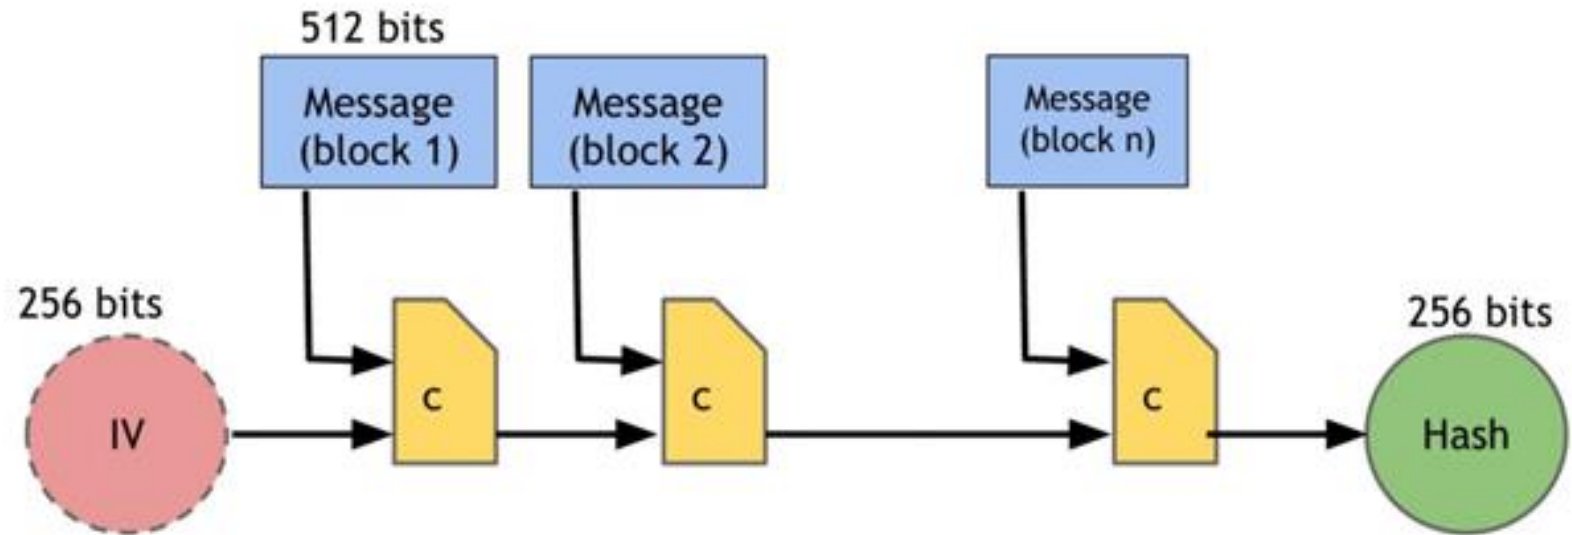 512 bits
Message
(block 1)
Message
(block 2)
Message
(block n)
256 bits
IV
c
c
c
256 bits
Hash